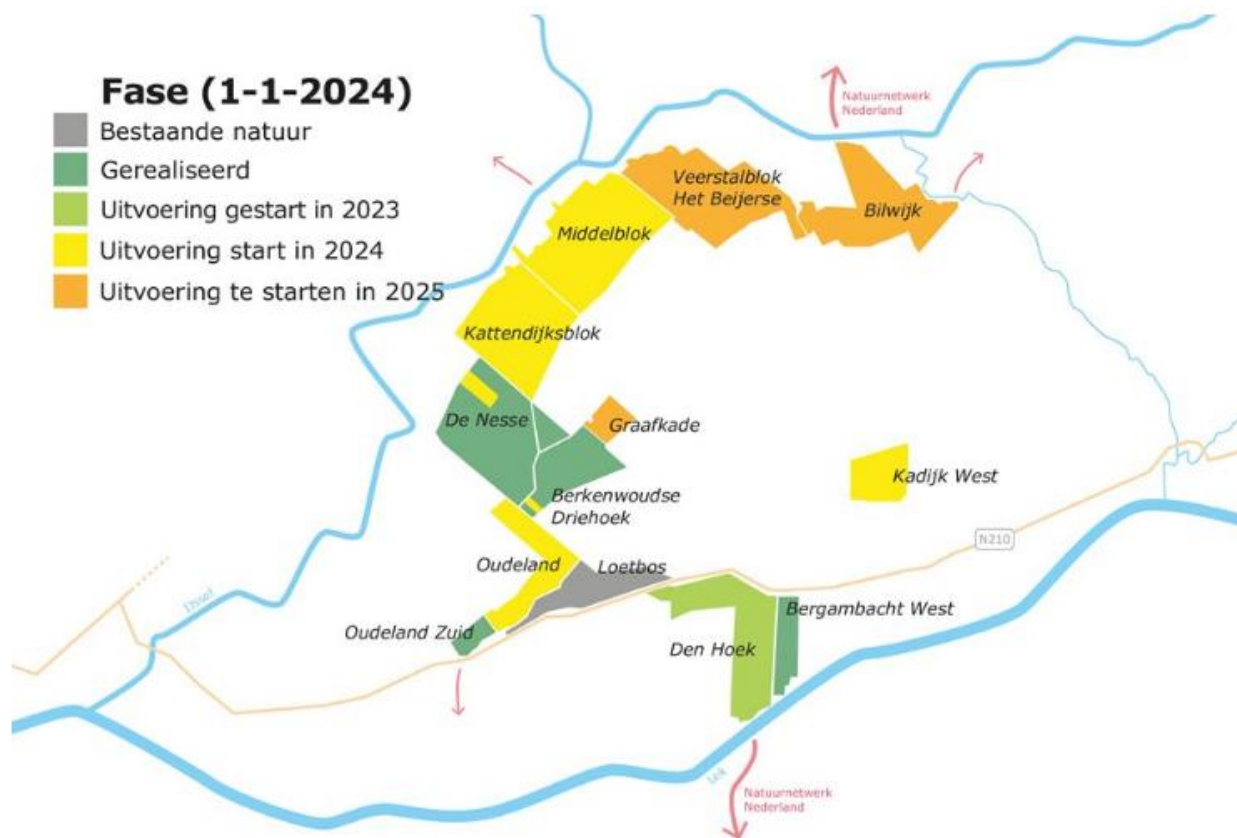 Fase (1-1-2024)
Bestaande natuur
Gerealiseerd
Uitvoering gestart in 2023
Uitvoering start in 2024
Uitvoering te starten in 2025
Natuurnetwerk
Nederland
Veerstalblok
Het Beijerse
Bilwijk
Middelblok
Kattendijksblok
De Nesse
Graafkade
Kadijk West
Berkenwoudse
Driehoek
N210
Oudeland
Loetbos
IJssel
Bergambacht West
Oudeland Zuid
Den Hoek
Lek
Natuurnetwerk
Nederland